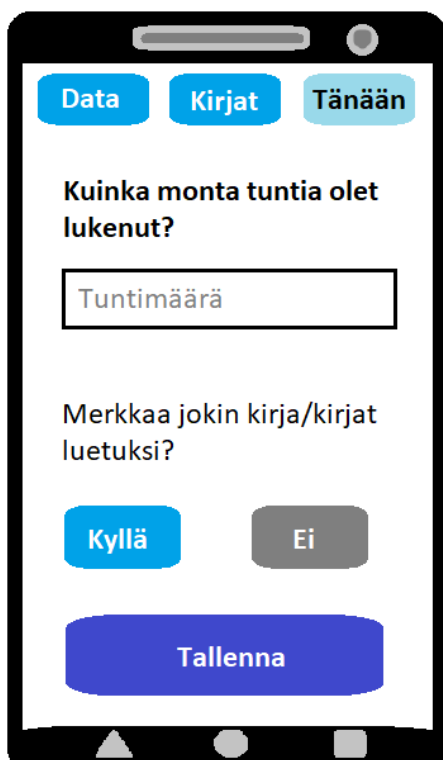 Data Kirjat Tänään
Kuinka monta tuntia olet
lukenut?
Tuntimäärä
Merkkaa jokin kirja/kirjat
luetuksi?
Kyllä Ei
Tallenna